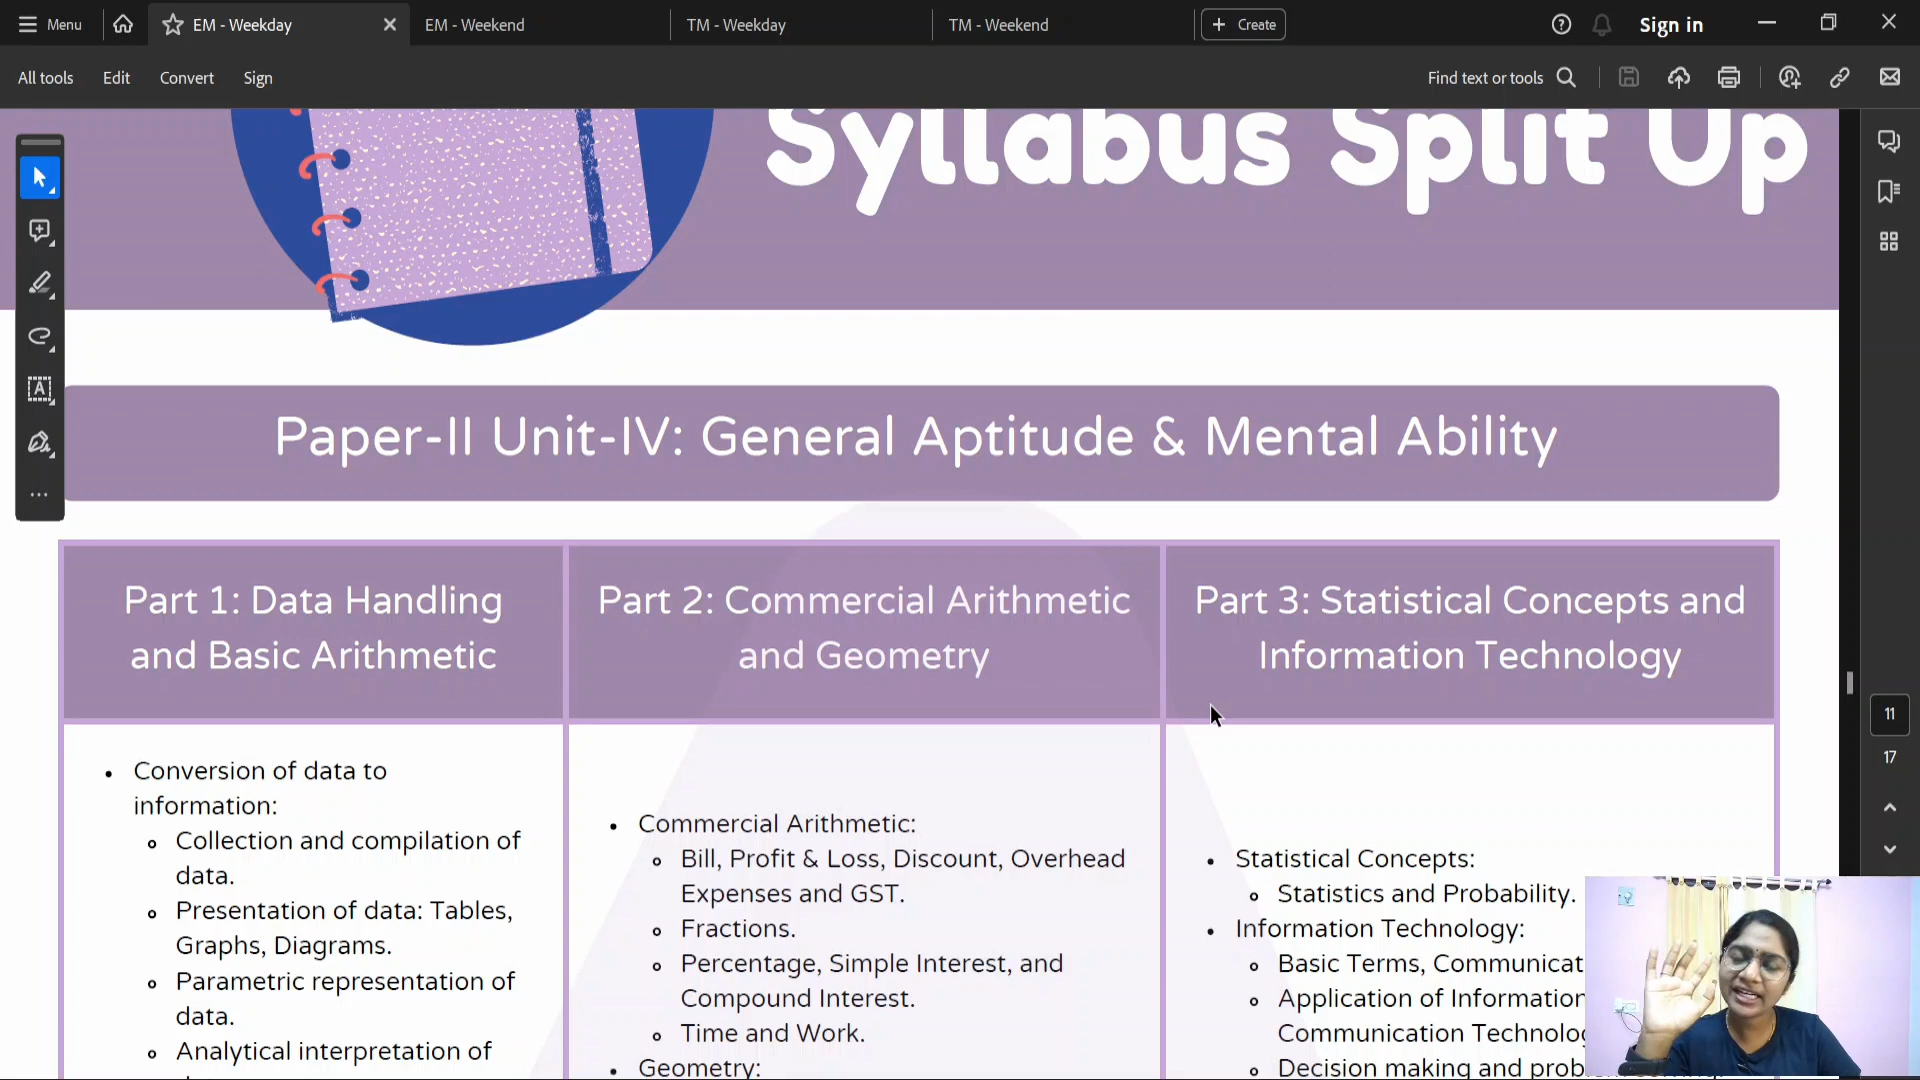 Menu
EM - Weekday
EM - Weekend
TM - Weekday
TM - Weekend
Create
Sign in
All tools
Edit
Convert
Sign
Find text or tools
Syllabus Split Up
Paper-II Unit-IV: General Aptitude & Mental Ability
Part 1: Data Handling
and Basic Arithmetic
Part 2: Commercial Arithmetic
and Geometry
Part 3: Statistical Concepts and
Information Technology
11
17
Conversion of data to
information:
Collection and compilation of
data.
Presentation of data: Tables,
Graphs, Diagrams.
Parametric representation of
data.
Analytical interpretation of
Commercial Arithmetic:
Bill, Profit & Loss, Discount, Overhead
Expenses and GST.
Fractions.
Percentage, Simple Interest, and
Compound Interest.
Time and Work.
Geometry:
Statistical Concepts:
Statistics and Probability.
Information Technology:
Basic Terms, Communicat
Application of Information
Communication Technolo
Decision making and prob